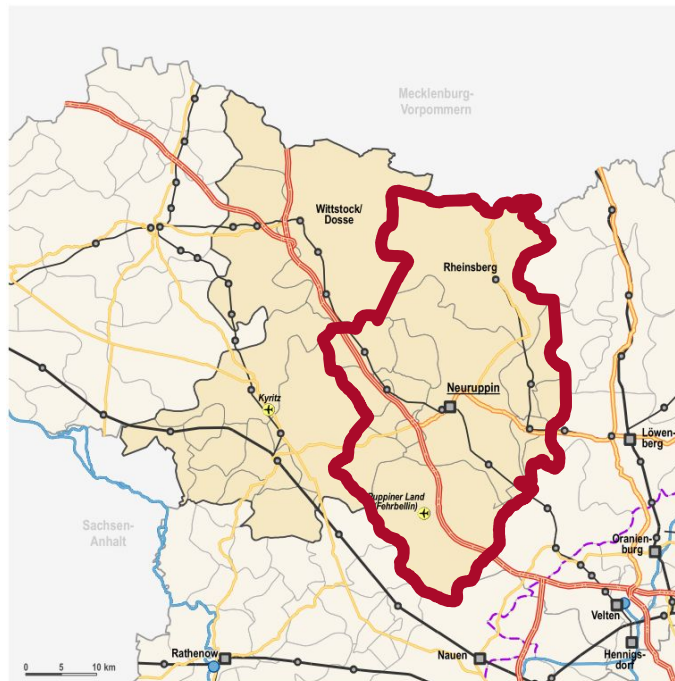 Mecklenburg-
Vorpommern
Wittstock/
Dosse
Rheinsberg
Kyritz
Neuruppin
Löwen-
berg
Ruppiner Land
(Fehrbellin)
Sachsen-
Anhalt
Oranien-
burg
Velten
Rathenow
Nauen
Hennigs-
dorf
0 5 10 km